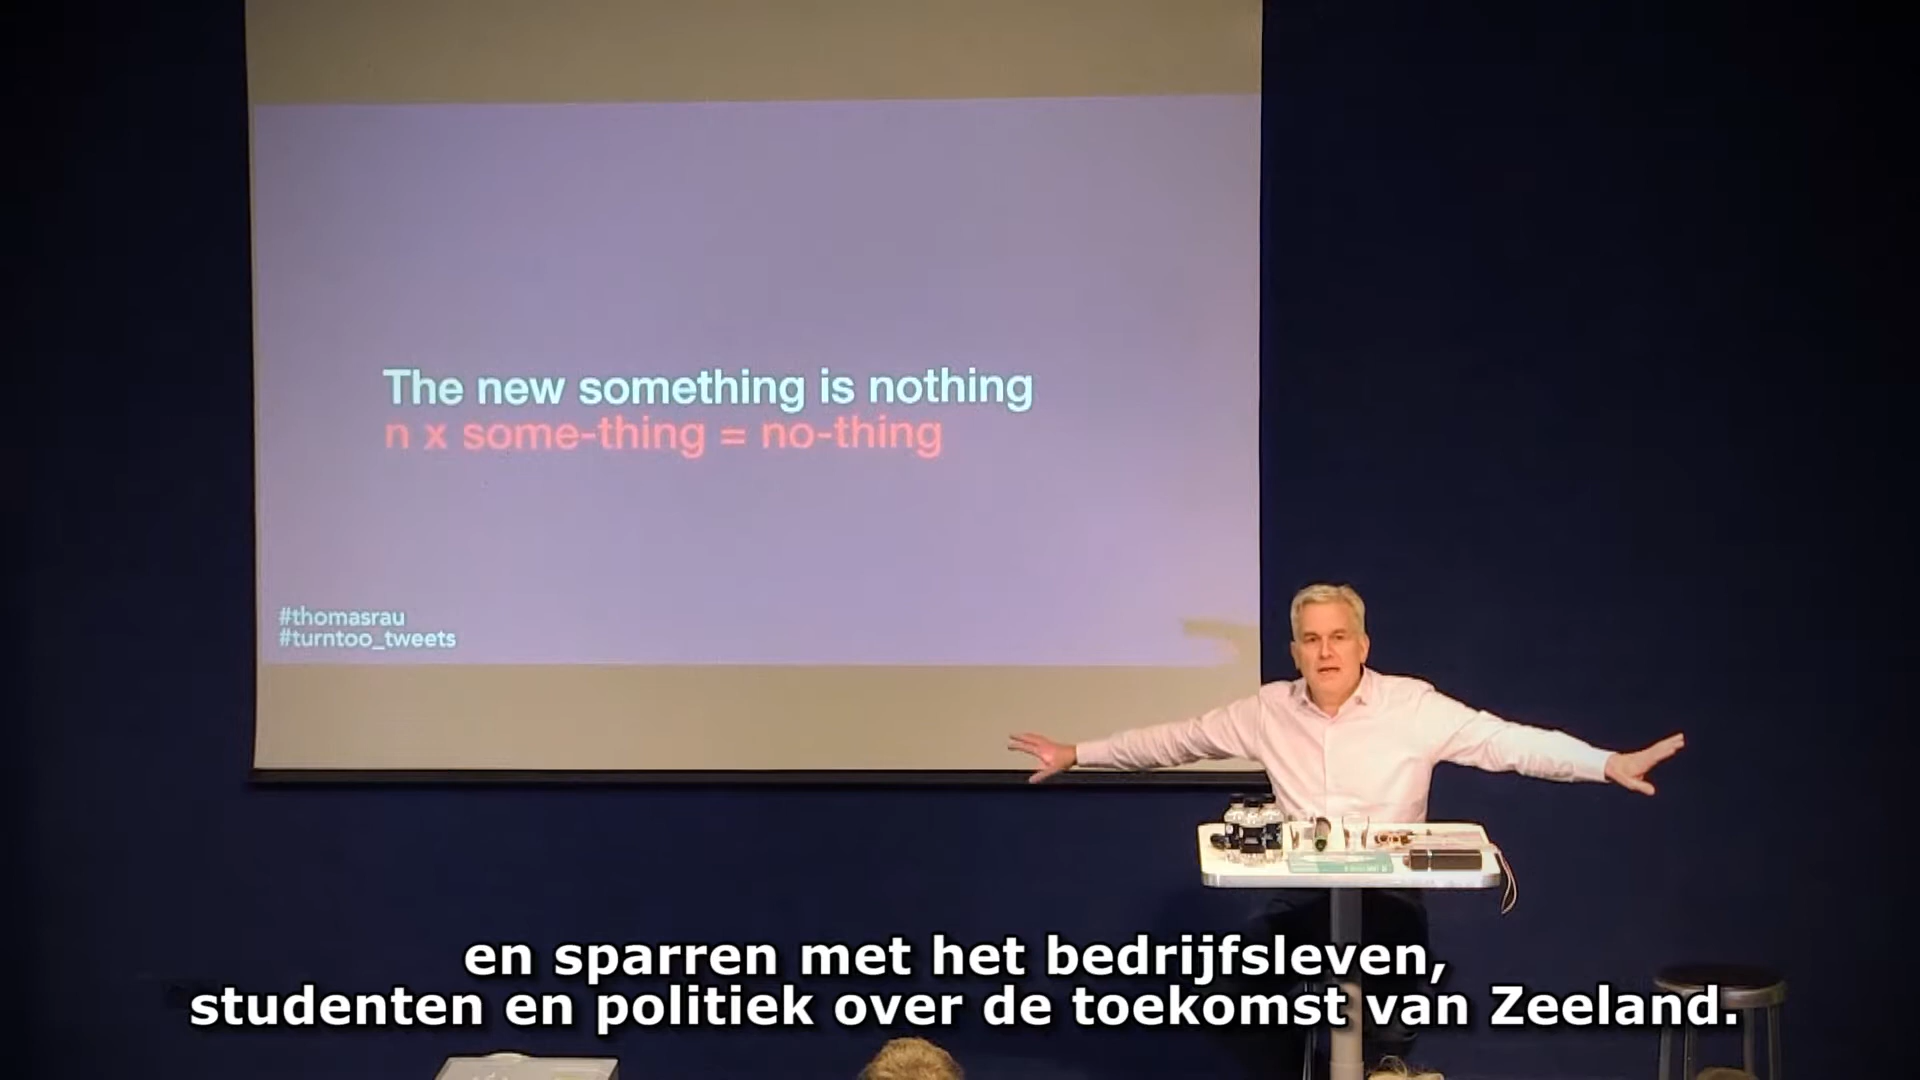 The new something is nothing
n x some-thing = no-thing
#thomasrau
#turntoo_tweets
en sparren met het bedrijfsleven,
studenten en politiek over de toekomst van Zeeland.